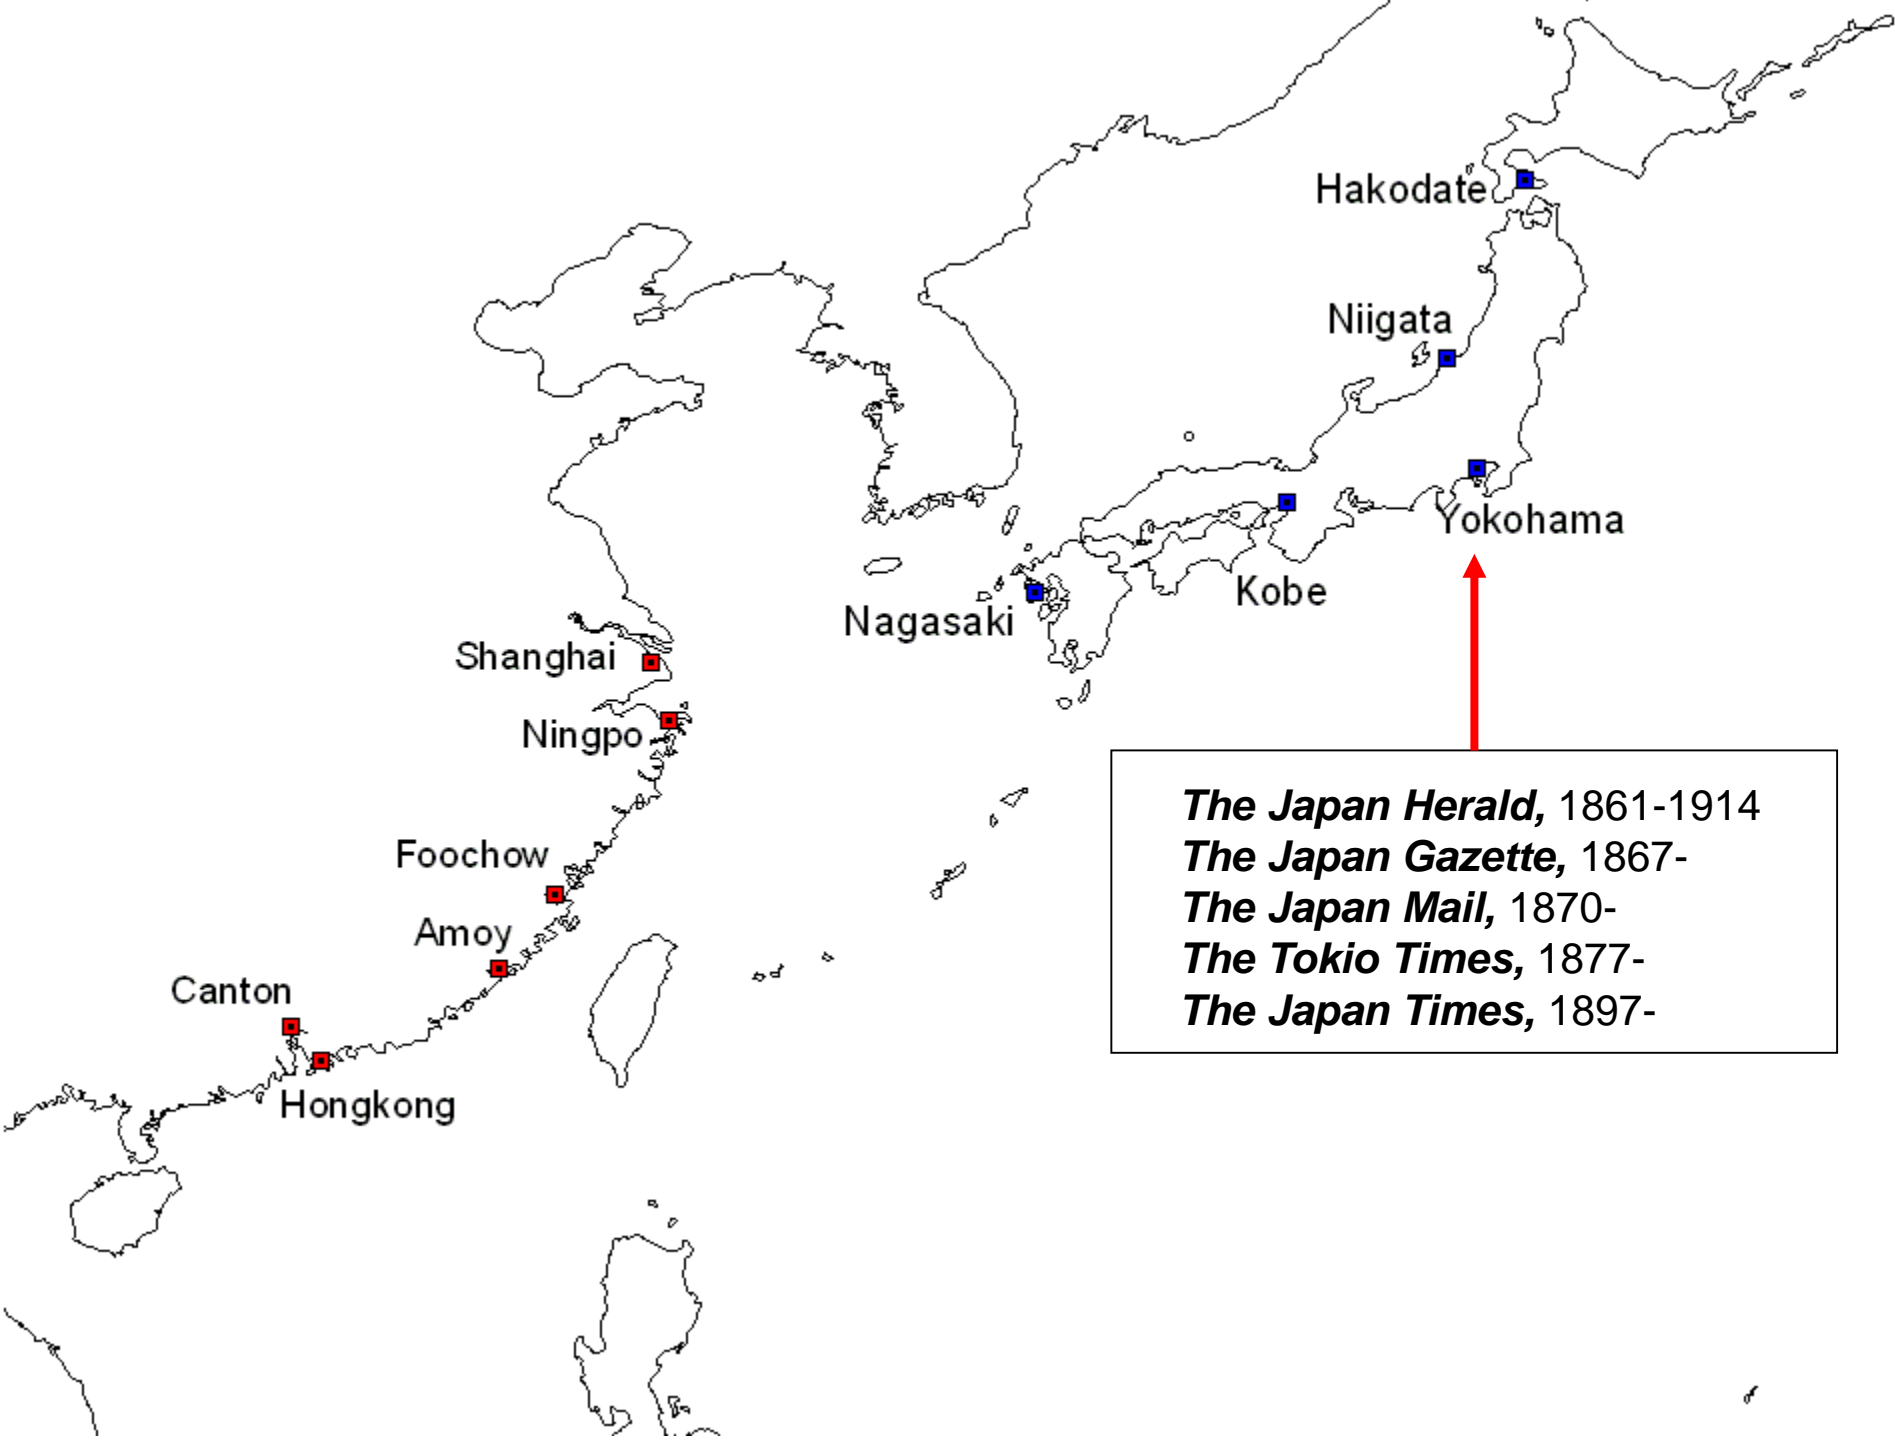 Hakodate
Niigata
Yokohama
Kobe
Nagasaki
Shanghai
Ningpo
Foochow
Amoy
Canton
Hongkong
The Japan Herald, 1861-1914
The Japan Gazette, 1867-
The Japan Mail, 1870-
The Tokio Times, 1877-
The Japan Times, 1897-